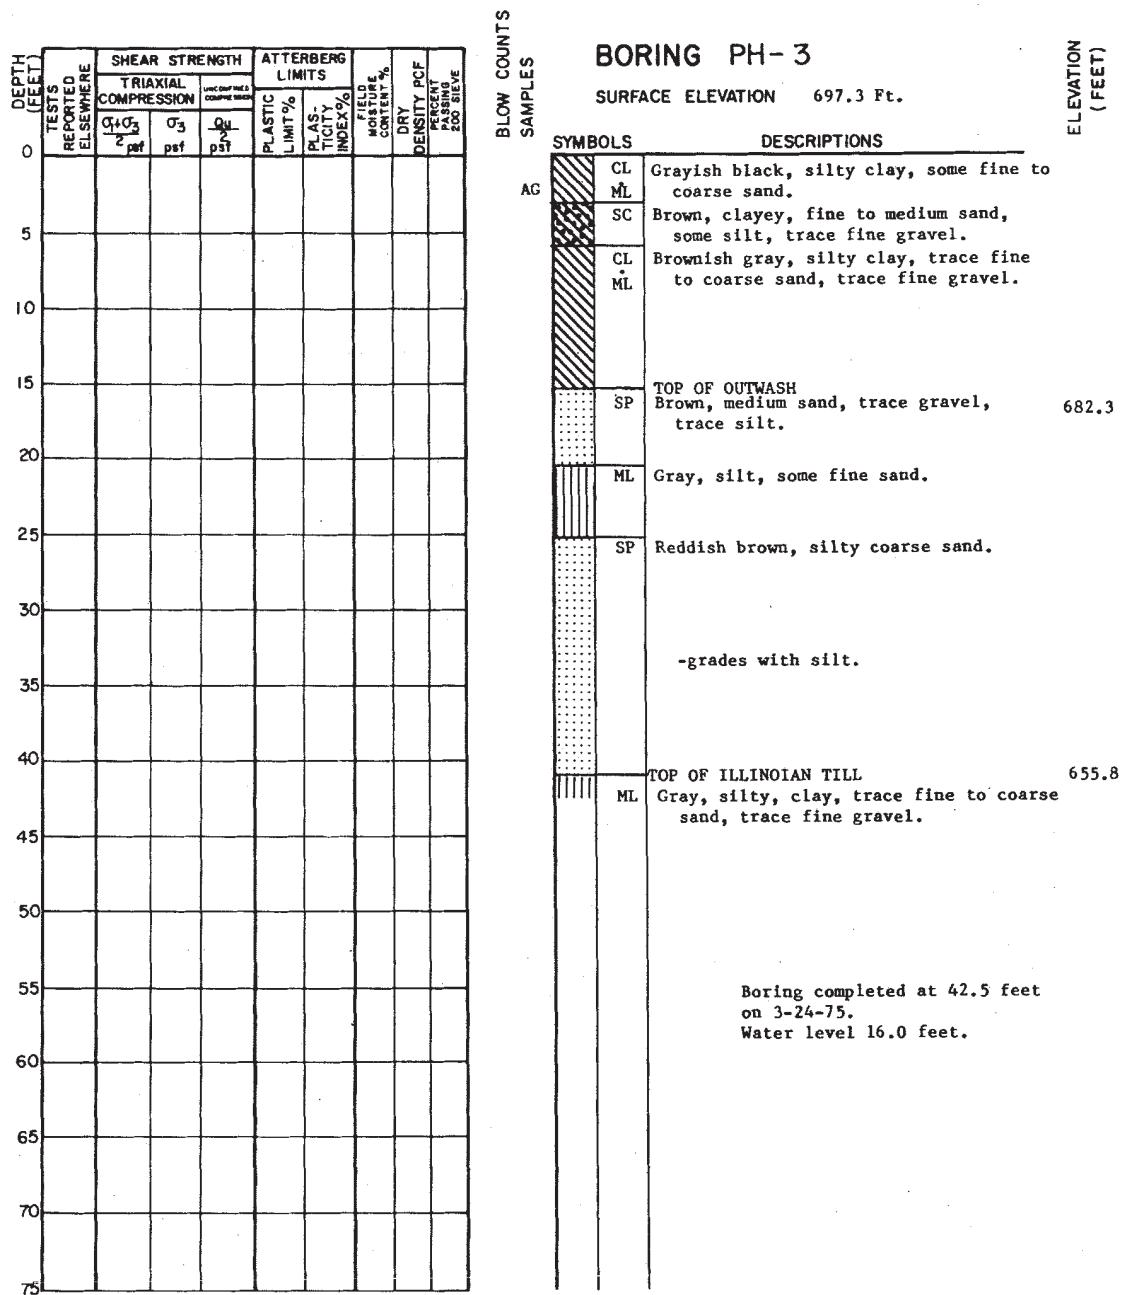 BORING PH-3
SURFACE ELEVATION 697.3 Ft.
DEPTH
(FEET)
TESTS
REPORTED
ELSEWHERE
SHEAR STRENGTH
TRIAXIAL
COMPRESSION
UNCONFINED
COMPRESSION
σ1+σ3
2 psf
σ3
psf
Qu
2
psf
ATTERBERG
LIMITS
PLASTIC
LIMIT%
PLAS-
TICITY
INDEX%
FIELD
MOISTURE
CONTENT%
DRY
DENSITY PCF
PERCENT
PASSING
200 SIEVE
BLOW COUNTS
SAMPLES
SYMBOLS
DESCRIPTIONS
ELEVATION
(FEET)
0
5
10
15
20
25
30
35
40
45
50
55
60
65
70
75
AG
CL
ML
Grayish black, silty clay, some fine to
coarse sand.
SC
Brown, clayey, fine to medium sand,
some silt, trace fine gravel.
CL
ML
Brownish gray, silty clay, trace fine
to coarse sand, trace fine gravel.
TOP OF OUTWASH
SP
Brown, medium sand, trace gravel,
trace silt.
682.3
ML
Gray, silt, some fine sand.
SP
Reddish brown, silty coarse sand.
-grades with silt.
TOP OF ILLINOIAN TILL
655.8
ML
Gray, silty, clay, trace fine to coarse
sand, trace fine gravel.
Boring completed at 42.5 feet
on 3-24-75.
Water level 16.0 feet.